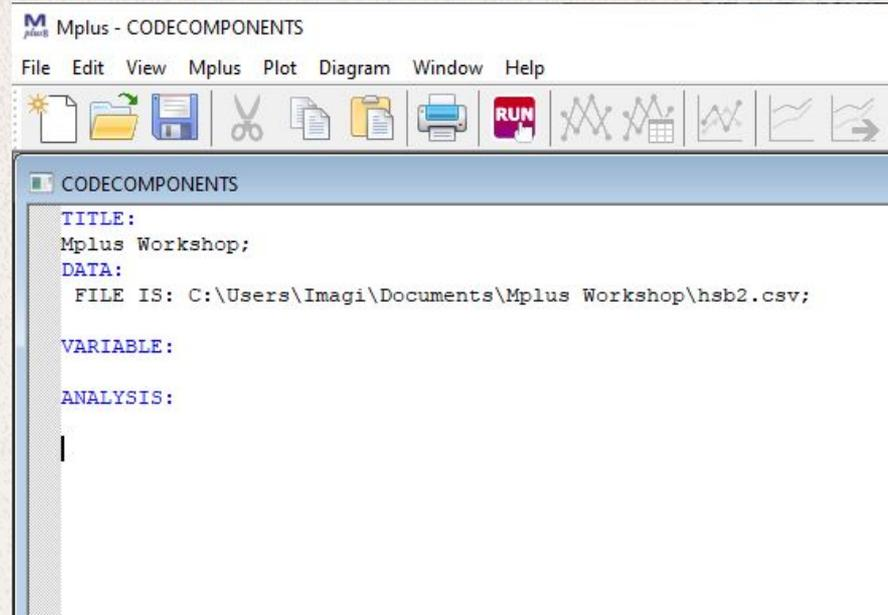 Mplus Mplus - CODECOMPONENTS
File Edit View Mplus Plot Diagram Window Help
RUN
CODECOMPONENTS
TITLE:
Mplus Workshop;
DATA:
FILE IS: C:\Users\Imagi\Documents\Mplus Workshop\hsb2.csv;
VARIABLE:
ANALYSIS: